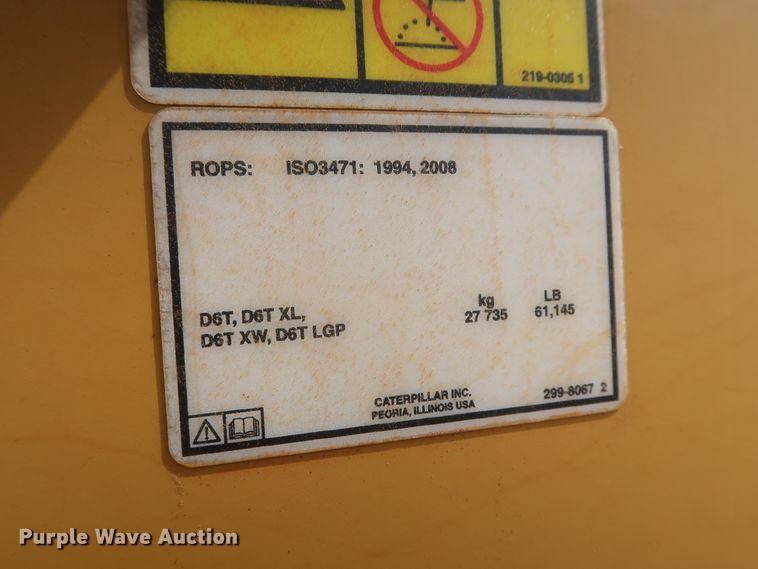 219-0305 1
ROPS: ISO3471: 1994, 2008
kg LB
D6T, D6T XL, 27 735 61,145
D6T XW, D6T LGP
CATERPILLAR INC. 299-8067 2
PEORIA, ILLINOIS USA
Purple Wave Auction